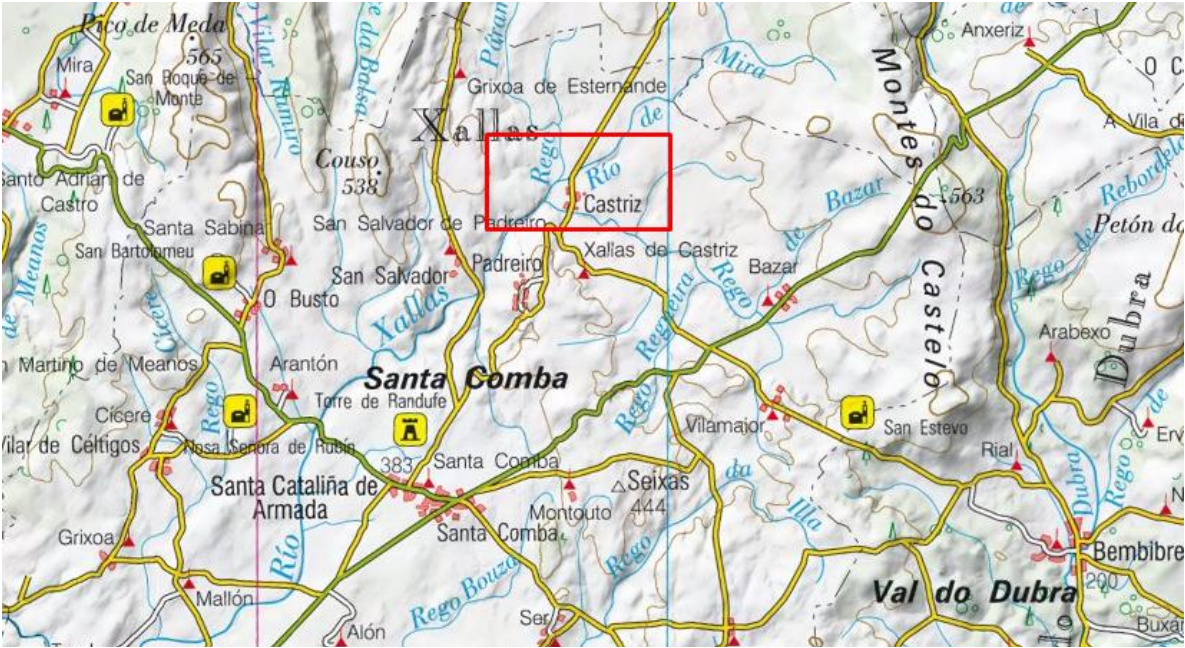 Pico de Meda
565
Mira
San Roque de
Monte
Vilar Ramiro
da Balsa
Grixoa de Esternande
Mira
de
Anxeriz
de
Xallas
Couso
538
Rego
Río
de
Castriz
Montes do Castelo
563
A Vila
Rebordelo
Santo Adrián de
Castro
Santa Sabina
San Bartolomeu
San Salvador de Padreiro
San Salvador
Padreiro
Xallas de Castriz
Bazar
de
Rego
Bazar
Petón do
de Meanos
Cícere
Rego
O Busto
Xallas
Regueira
Rego
Rego de
Arabexo
Dubra
Martiño de Meanos
Arantón
Santa Comba
Torre de Randufe
Cícere
Vilar de Céltigos
Nosa Señora de Rubín
Vilamaior
San Estevo
Rial
de
Rego
Dubra
383
Santa Comba
Santa Cataliña de
Armada
Santa Comba
Montouto
Seixas
444
da
Illa
Rego
Grixoa
Río
Mallón
Rego Bouza
Bembibre
200
Val do Dubra
Alón
Ser